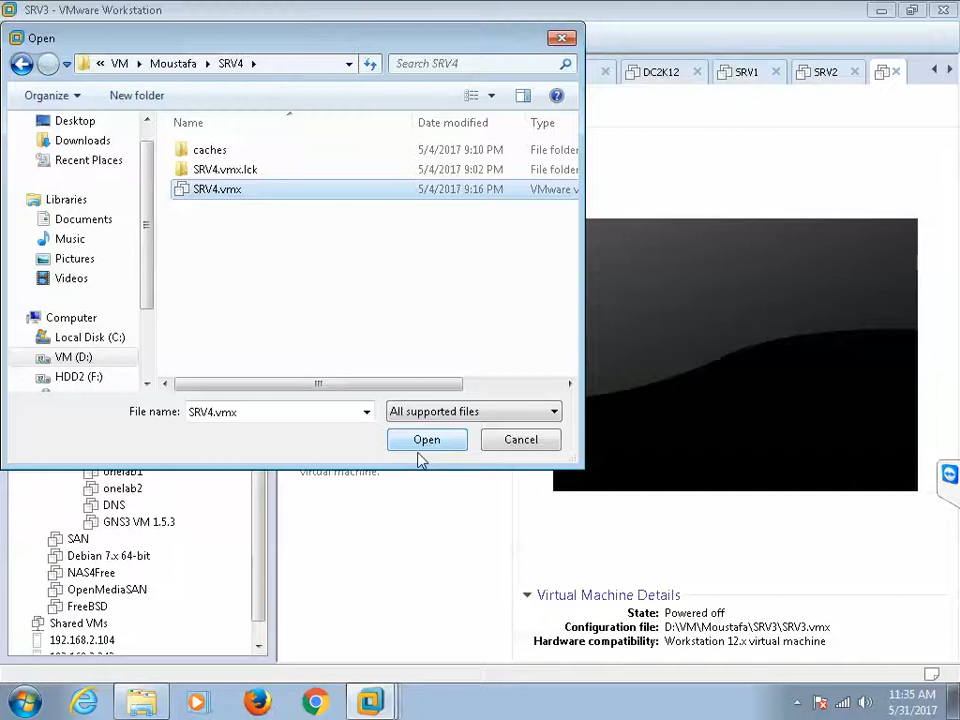 SRV3 - VMware Workstation
Open
« VM Moustafa SRV4
Search SRV4
DC2K12
SRV1
SRV2
Organize
New folder
Name
Date modified
Type
Desktop
Downloads
Recent Places
Libraries
Documents
Music
Pictures
Videos
Computer
Local Disk (C:)
VM (D:)
HDD2 (F:)
caches 5/4/2017 9:10 PM File folder
SRV4.vmx.lck 5/4/2017 9:02 PM File folder
SRV4.vmx 5/4/2017 9:16 PM VMware v
File name: SRV4.vmx
All supported files
Open
Cancel
onelab1
onelab2
DNS
GNS3 VM 1.5.3
SAN
Debian 7.x 64-bit
NAS4Free
OpenMediaSAN
FreeBSD
Shared VMs
192.168.2.104
virtual machine.
Virtual Machine Details
State: Powered off
Configuration file: D:\VM\Moustafa\SRV3\SRV3.vmx
Hardware compatibility: Workstation 12.x virtual machine
11:35 AM
5/31/2017